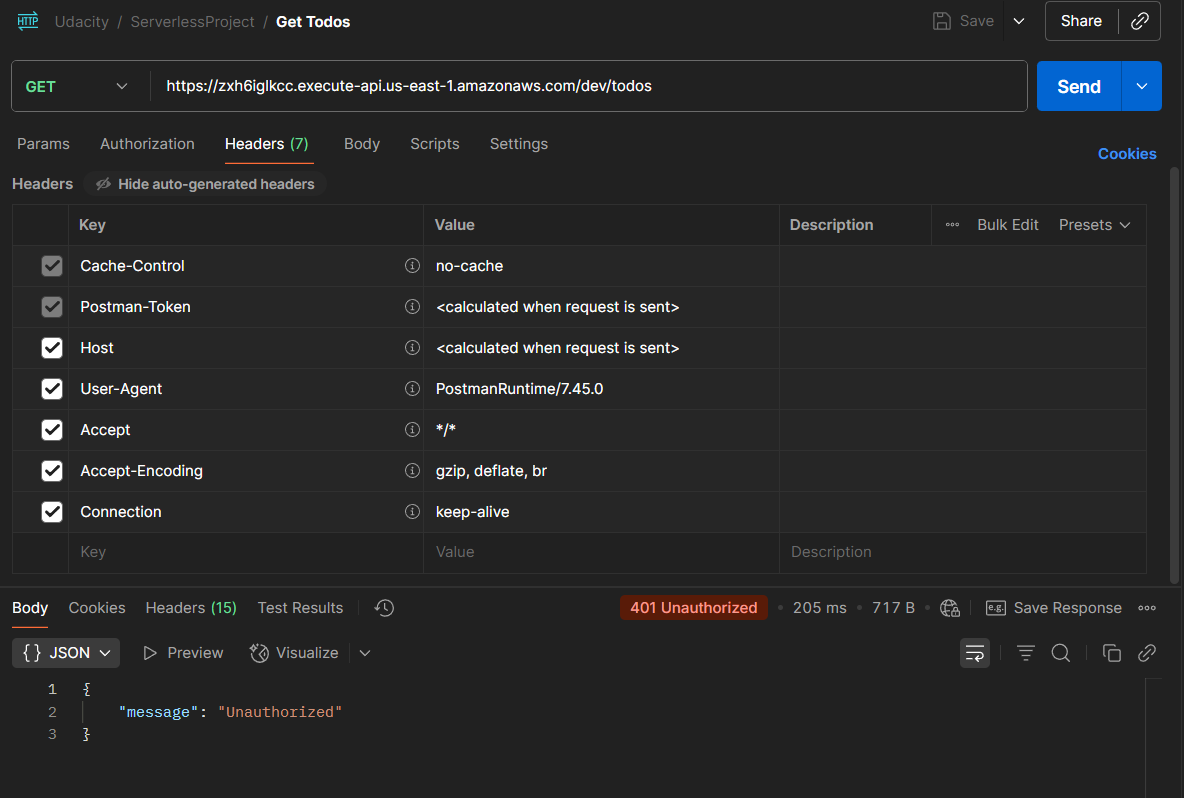 HTTP Udacity / ServerlessProject / Get Todos Save Share
GET https://zxh6iglkcc.execute-api.us-east-1.amazonaws.com/dev/todos Send
Params Authorization Headers (7) Body Scripts Settings Cookies
Headers Hide auto-generated headers
Key Value Description ••• Bulk Edit Presets
Cache-Control no-cache
Postman-Token <calculated when request is sent>
Host <calculated when request is sent>
User-Agent PostmanRuntime/7.45.0
Accept */*
Accept-Encoding gzip, deflate, br
Connection keep-alive
Key Value Description
Body Cookies Headers (15) Test Results 401 Unauthorized • 205 ms • 717 B • e.g. Save Response •••
{} JSON Preview Visualize
1 {
2 "message": "Unauthorized"
3 }